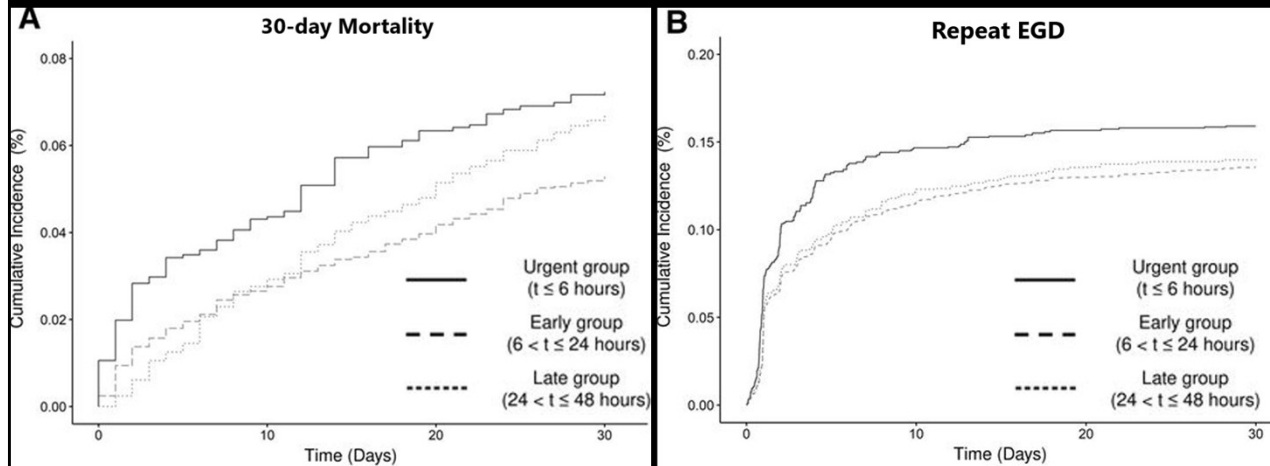 A
30-day Mortality
0.08
0.06
0.04
0.02
0.00
Cumulative Incidence (%)
0
10
20
30
Time (Days)
Urgent group
(t ≤ 6 hours)
Early group
(6 < t ≤ 24 hours)
Late group
(24 < t ≤ 48 hours)
B
Repeat EGD
0.20
0.15
0.10
0.05
0.00
Cumulative Incidence (%)
0
10
20
30
Time (Days)
Urgent group
(t ≤ 6 hours)
Early group
(6 < t ≤ 24 hours)
Late group
(24 < t ≤ 48 hours)